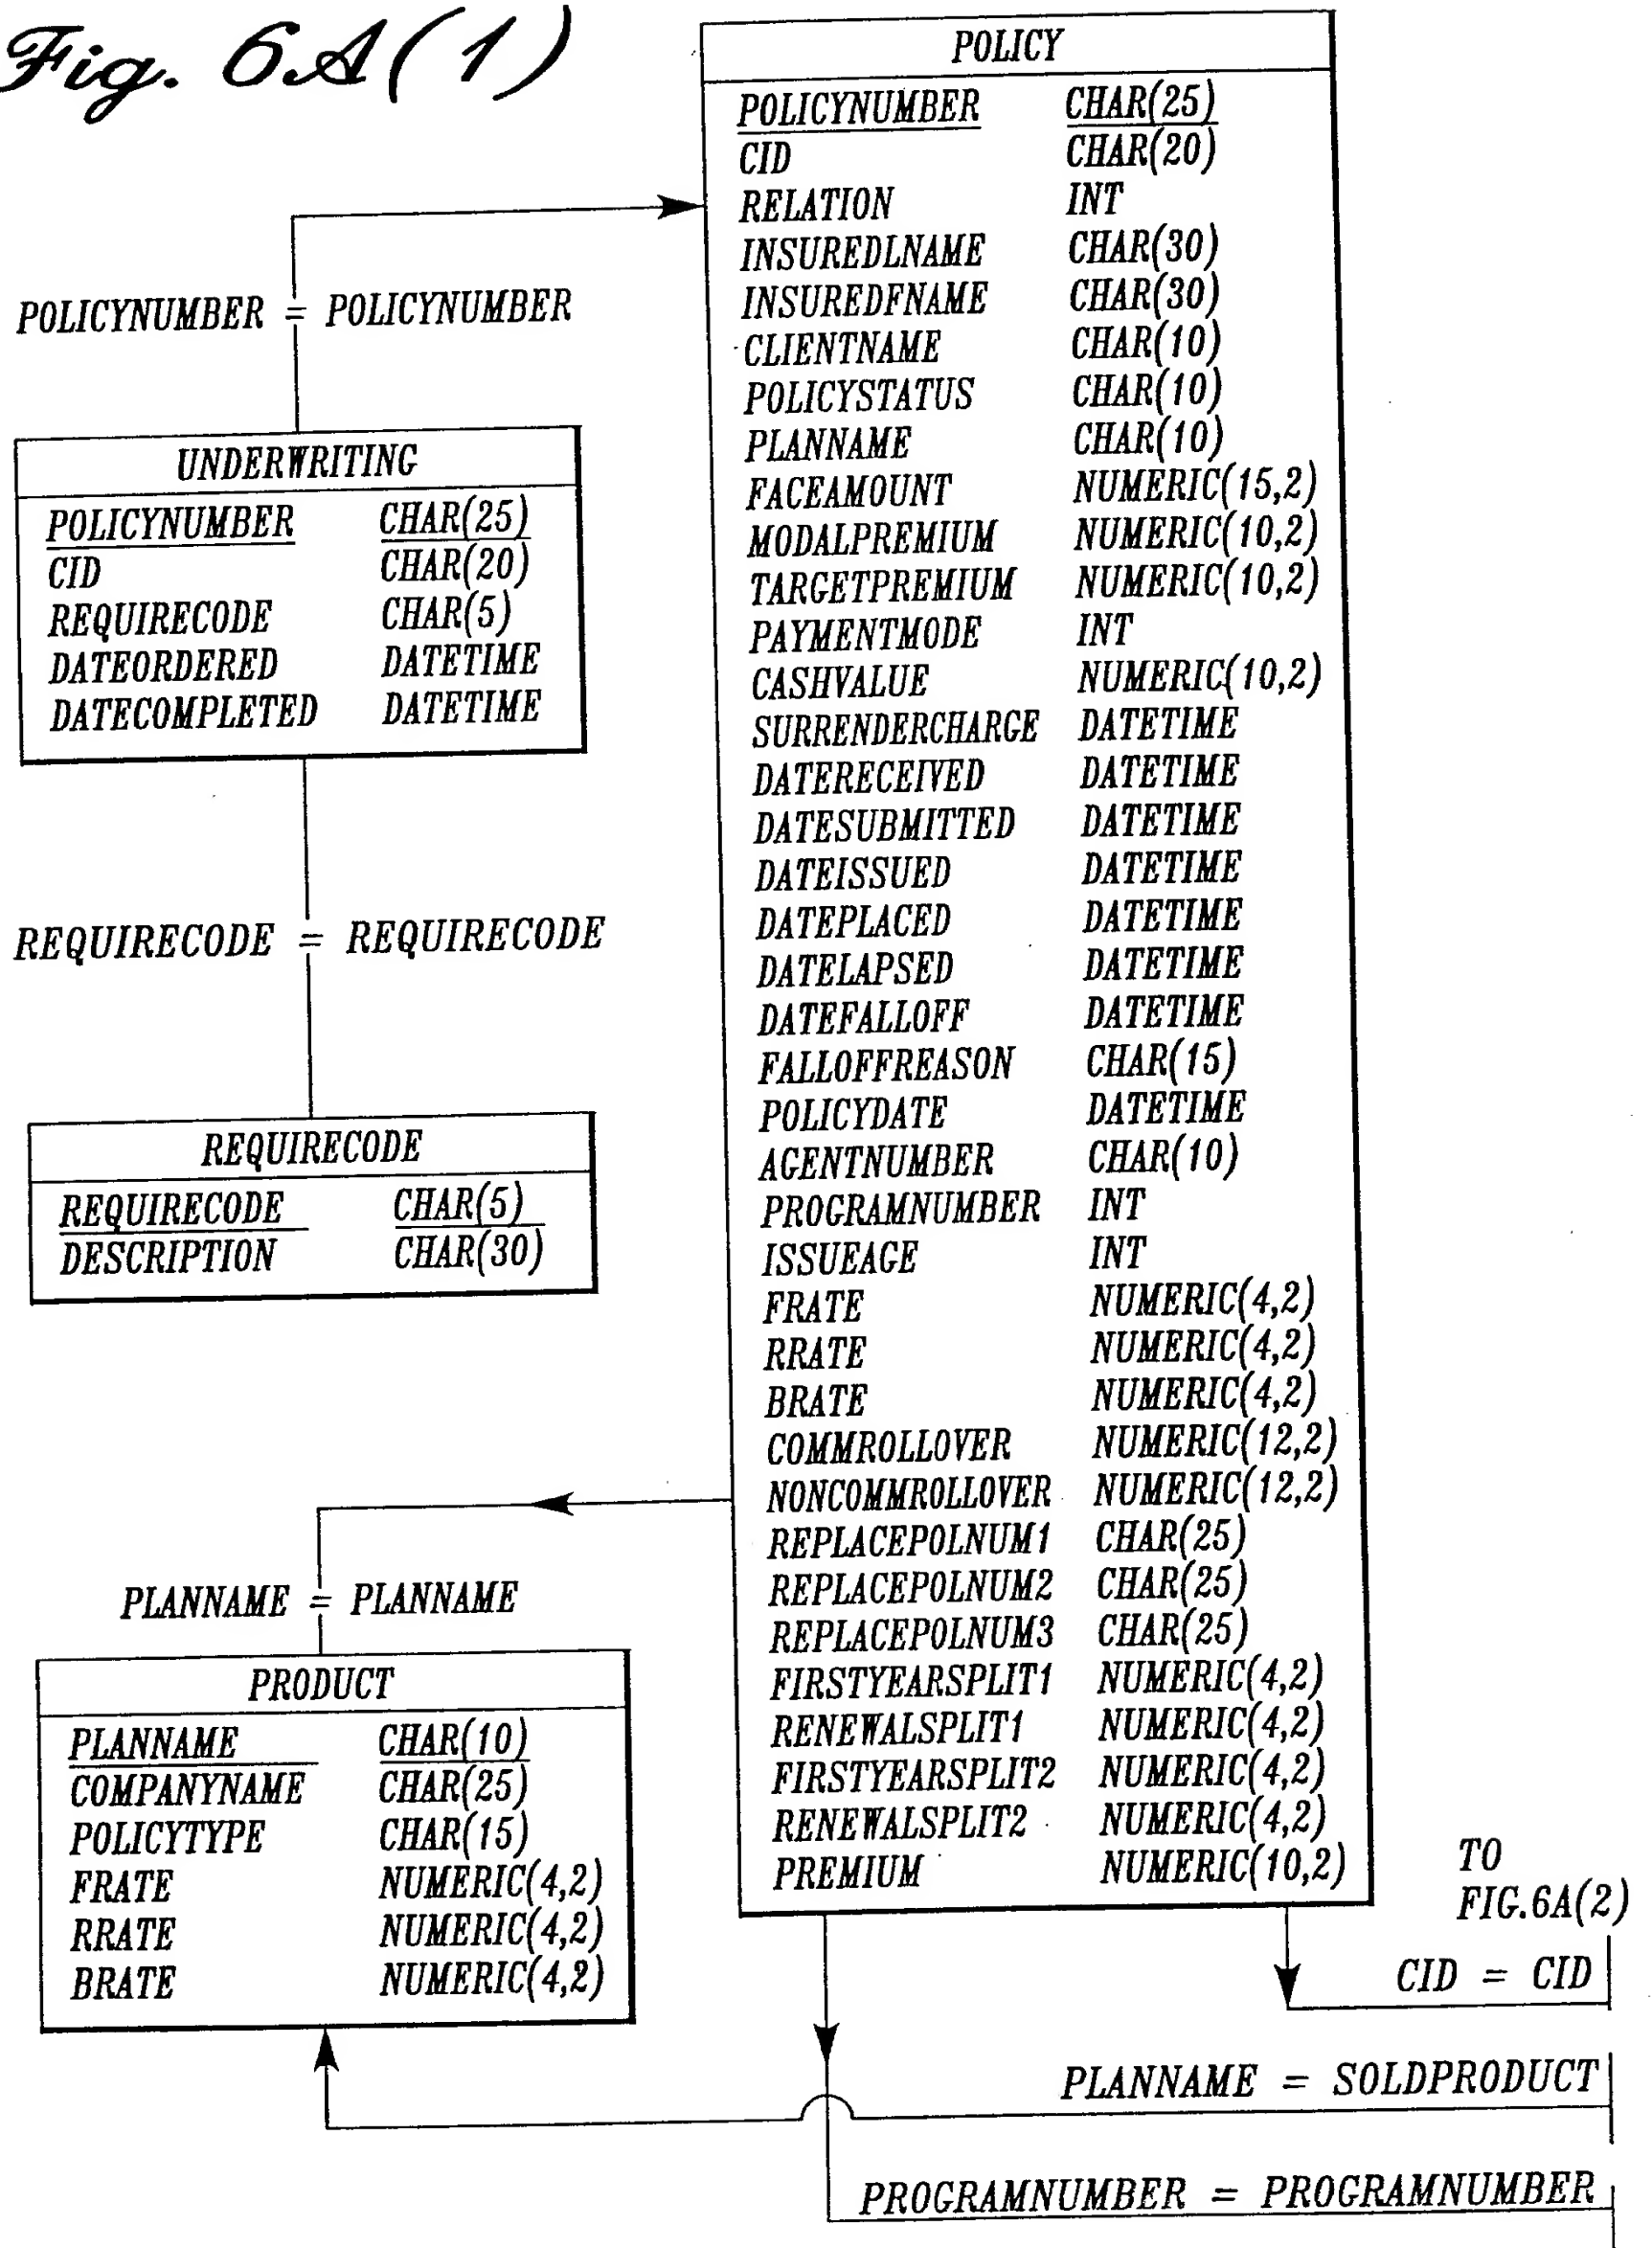 Fig. 6A(1)
POLICY
POLICYNUMBER CHAR(25)
CID CHAR(20)
RELATION INT
INSUREDLNAME CHAR(30)
INSUREDFNAME CHAR(30)
CLIENTNAME CHAR(10)
POLICYSTATUS CHAR(10)
PLANNAME CHAR(10)
FACEAMOUNT NUMERIC(15,2)
MODALPREMIUM NUMERIC(10,2)
TARGETPREMIUM NUMERIC(10,2)
PAYMENTMODE INT
CASHVALUE NUMERIC(10,2)
SURRENDERCHARGE DATETIME
DATERECEIVED DATETIME
DATESUBMITTED DATETIME
DATEISSUED DATETIME
DATEPLACED DATETIME
DATELAPSED DATETIME
DATEFALLOFF DATETIME
FALLOFFREASON CHAR(15)
POLICYDATE DATETIME
AGENTNUMBER CHAR(10)
PROGRAMNUMBER INT
ISSUEAGE INT
FRATE NUMERIC(4,2)
RRATE NUMERIC(4,2)
BRATE NUMERIC(4,2)
COMMROLLOVER NUMERIC(12,2)
NONCOMMROLLOVER NUMERIC(12,2)
REPLACEPOLNUM1 CHAR(25)
REPLACEPOLNUM2 CHAR(25)
REPLACEPOLNUM3 CHAR(25)
FIRSTYEARSPLIT1 NUMERIC(4,2)
RENEWALSPLIT1 NUMERIC(4,2)
FIRSTYEARSPLIT2 NUMERIC(4,2)
RENEWALSPLIT2 NUMERIC(4,2)
PREMIUM NUMERIC(10,2)
POLICYNUMBER = POLICYNUMBER
UNDERWRITING
POLICYNUMBER CHAR(25)
CID CHAR(20)
REQUIRECODE CHAR(5)
DATEORDERED DATETIME
DATECOMPLETED DATETIME
REQUIRECODE = REQUIRECODE
REQUIRECODE
REQUIRECODE CHAR(5)
DESCRIPTION CHAR(30)
PLANNAME = PLANNAME
PRODUCT
PLANNAME CHAR(10)
COMPANYNAME CHAR(25)
POLICYTYPE CHAR(15)
FRATE NUMERIC(4,2)
RRATE NUMERIC(4,2)
BRATE NUMERIC(4,2)
TO
FIG.6A(2)
CID = CID
PLANNAME = SOLDPRODUCT
PROGRAMNUMBER = PROGRAMNUMBER